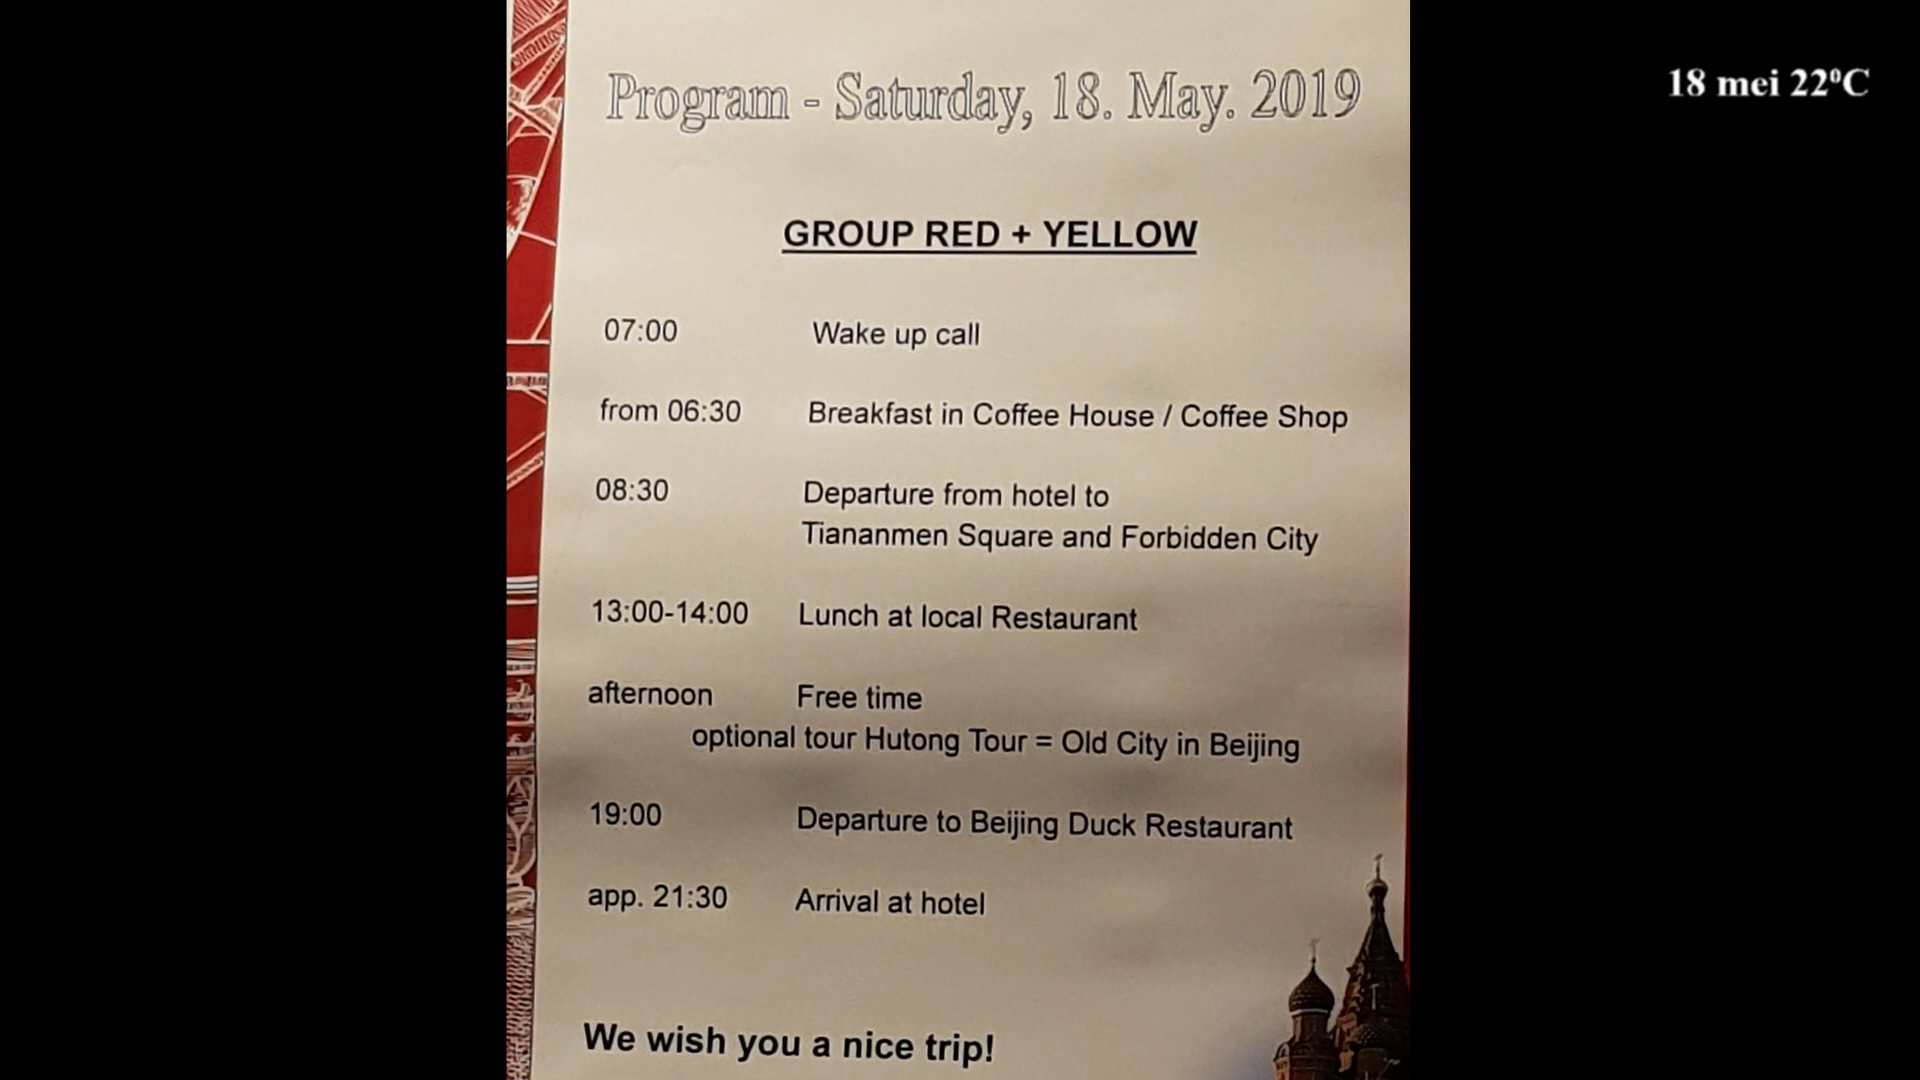 Program - Saturday, 18. May. 2019
18 mei 22⁰C
GROUP RED + YELLOW
07:00 Wake up call
from 06:30 Breakfast in Coffee House / Coffee Shop
08:30 Departure from hotel to
Tiananmen Square and Forbidden City
13:00-14:00 Lunch at local Restaurant
afternoon Free time
optional tour Hutong Tour = Old City in Beijing
19:00 Departure to Beijing Duck Restaurant
app. 21:30 Arrival at hotel
We wish you a nice trip!